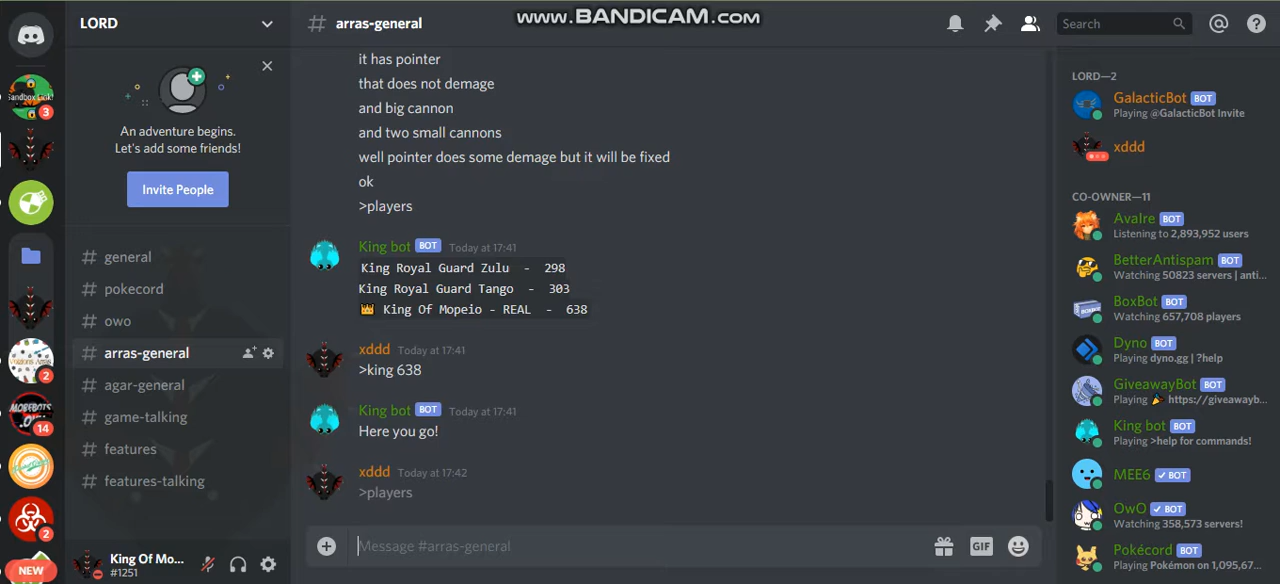 www.BANDICAM.com
LORD
# arras-general
Search
?
An adventure begins.
Let's add some friends!
Invite People
# general
# pokecord
# owo
# arras-general
# agar-general
# game-talking
# features
# features-talking
King Of Mo...
#1251
3
2
MOBEBOTS
14
2
NEW
it has pointer
that does not demage
and big cannon
and two small cannons
well pointer does some demage but it will be fixed
ok
>players
King bot BOT Today at 17:41
King Royal Guard Zulu - 298
King Royal Guard Tango - 303
King Of Mopeio - REAL - 638
xddd Today at 17:41
>king 638
King bot BOT Today at 17:41
Here you go!
xddd Today at 17:42
>players
Message #arras-general
GIF
LORD—2
GalacticBot BOT
Playing @GalacticBot Invite
xddd
CO-OWNER—11
Avalre BOT
Listening to 2,893,952 users
BetterAntispam BOT
Watching 50823 servers | anti...
BoxBot BOT
Watching 657,708 players
Dyno BOT
Playing dyno.gg | ?help
GiveawayBot BOT
Playing https://giveawayb...
King bot BOT
Playing >help for commands!
MEE6 BOT
OwO BOT
Watching 358,573 servers!
Pokécord BOT
Playing Pokémon on 1,095,67...